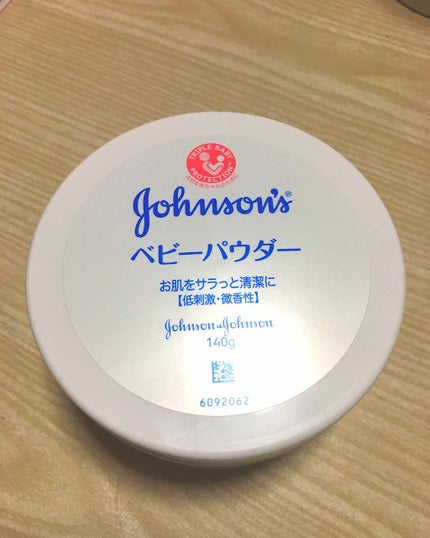 TRIPLE BABY
PROTECTION
Johnson's®
ベビーパウダー
お肌をサラっと清潔に
【低刺激・微香性】
Johnson & Johnson
140g
6092062